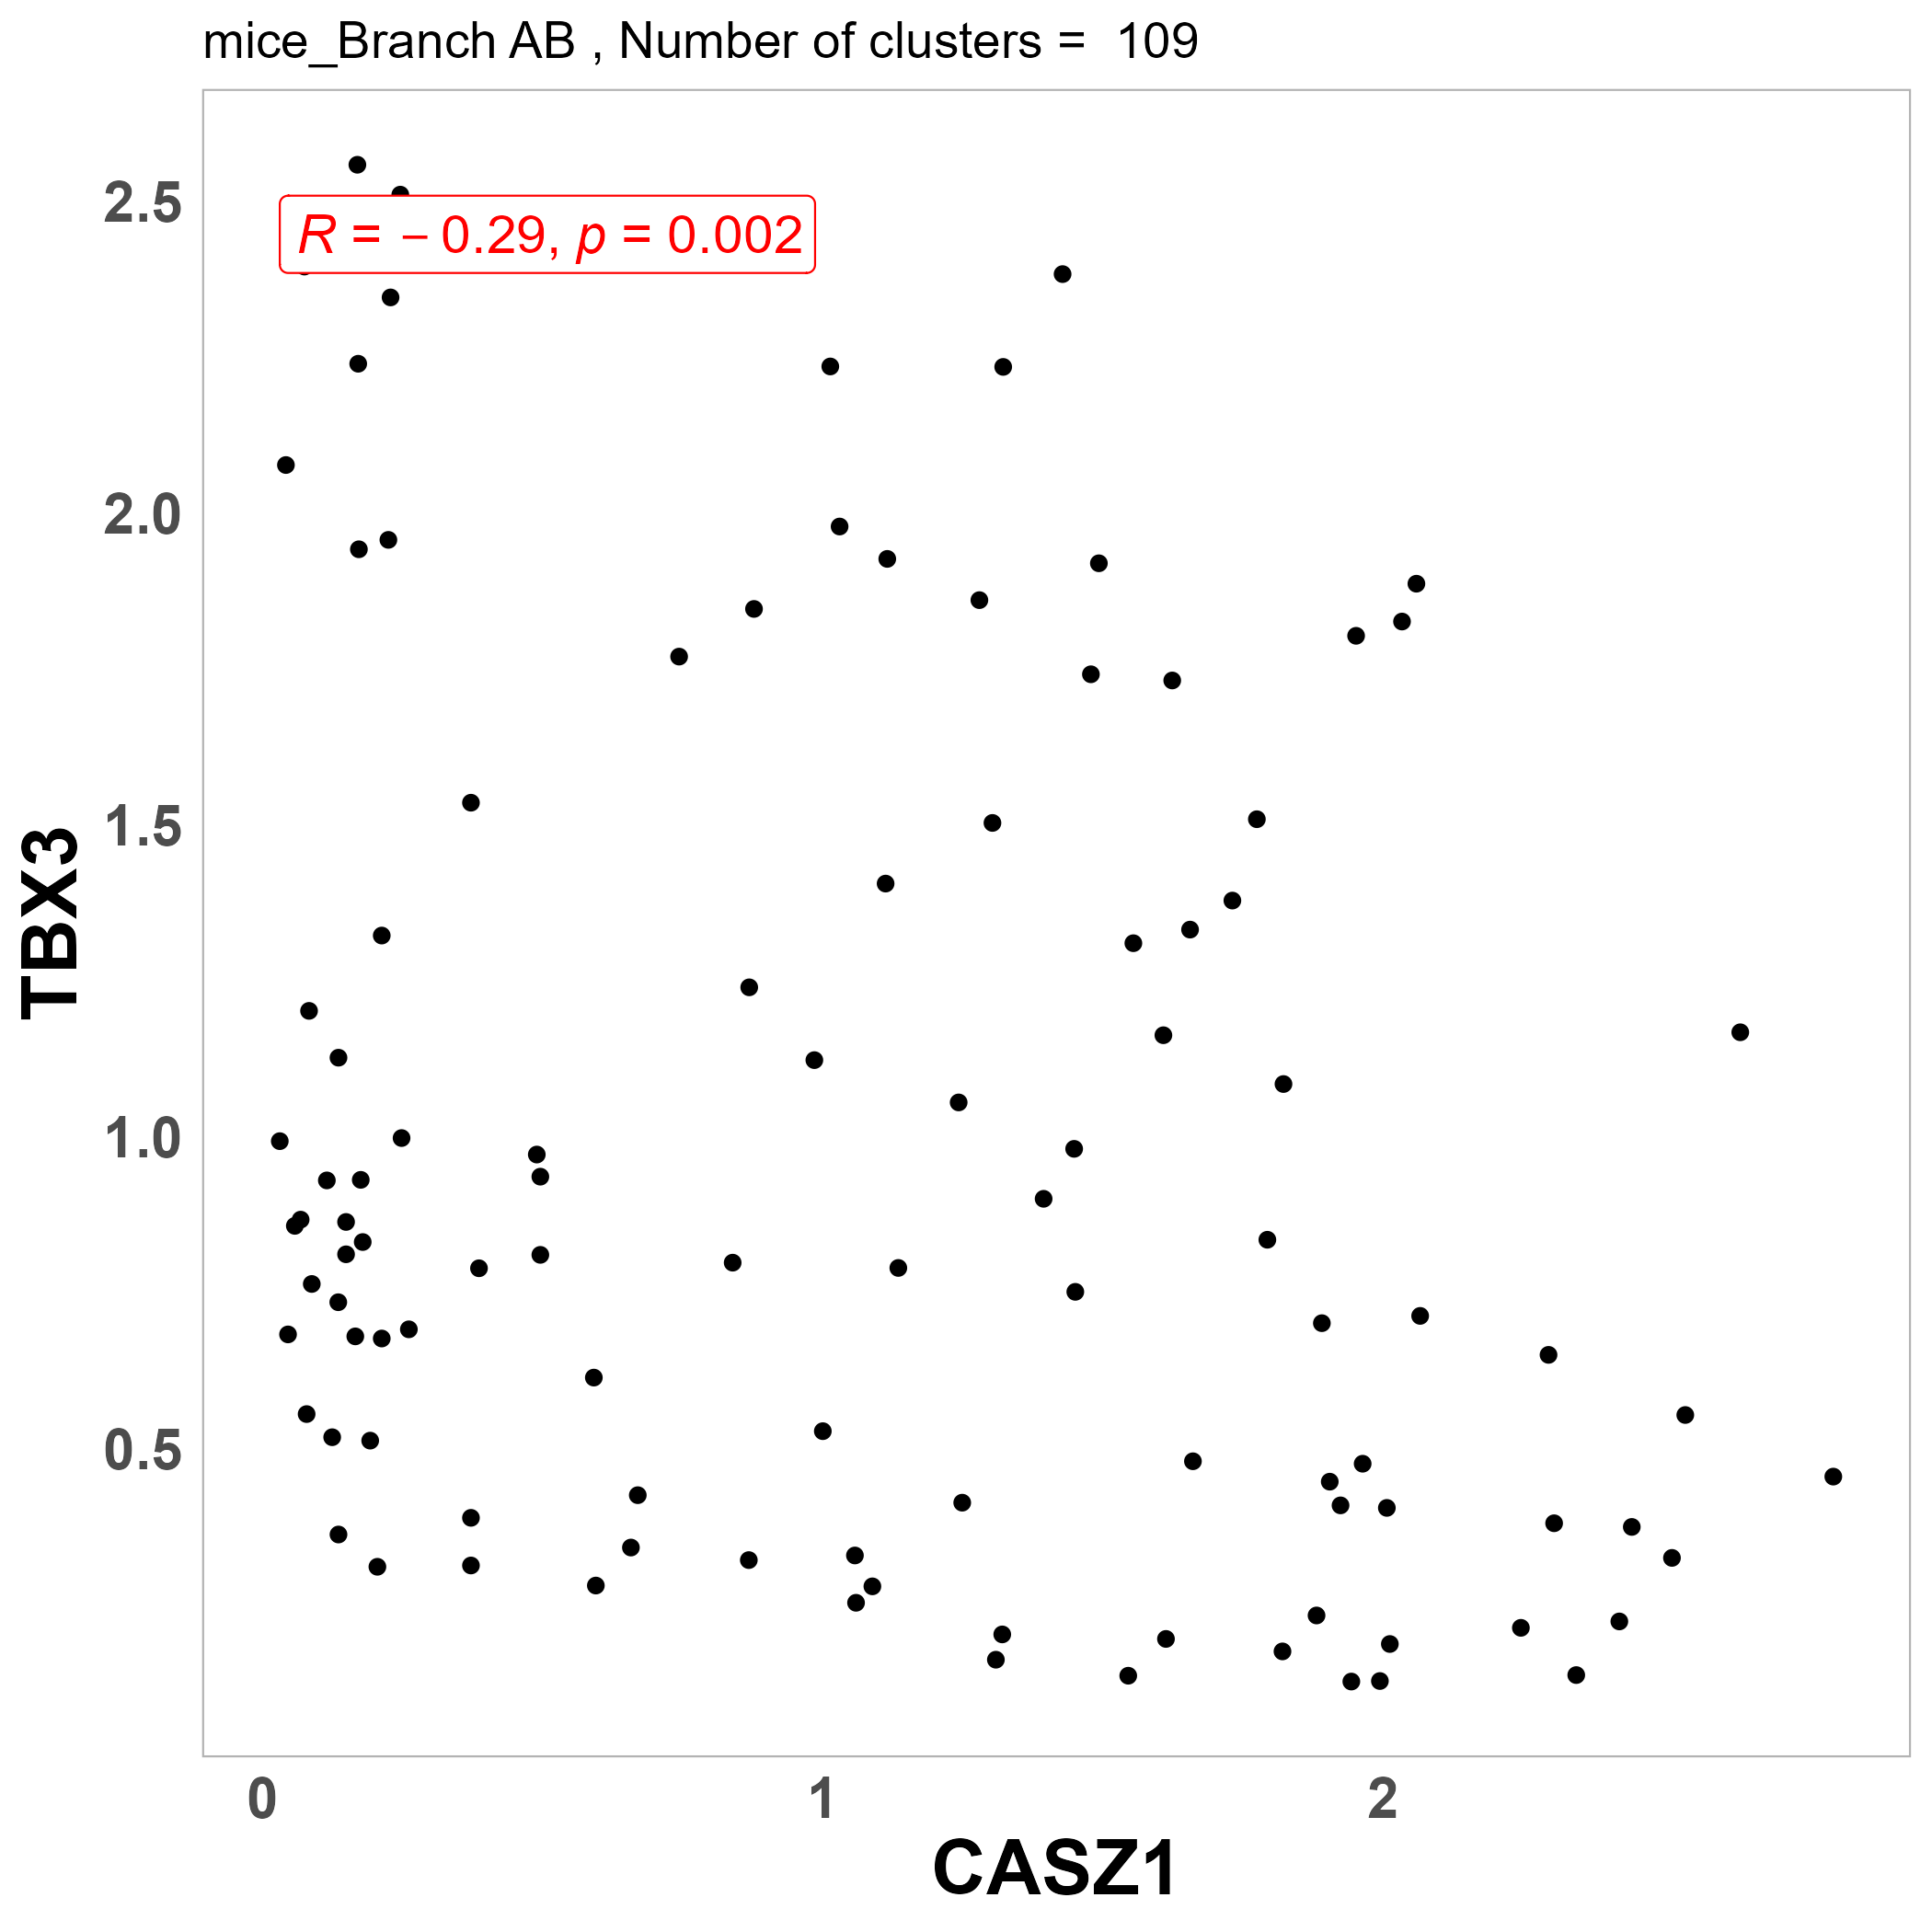 mice_Branch AB , Number of clusters =  109
R = − 0.29, p = 0.002
2.5
2.0
1.5
1.0
0.5
TBX3
0 1 2
CASZ1